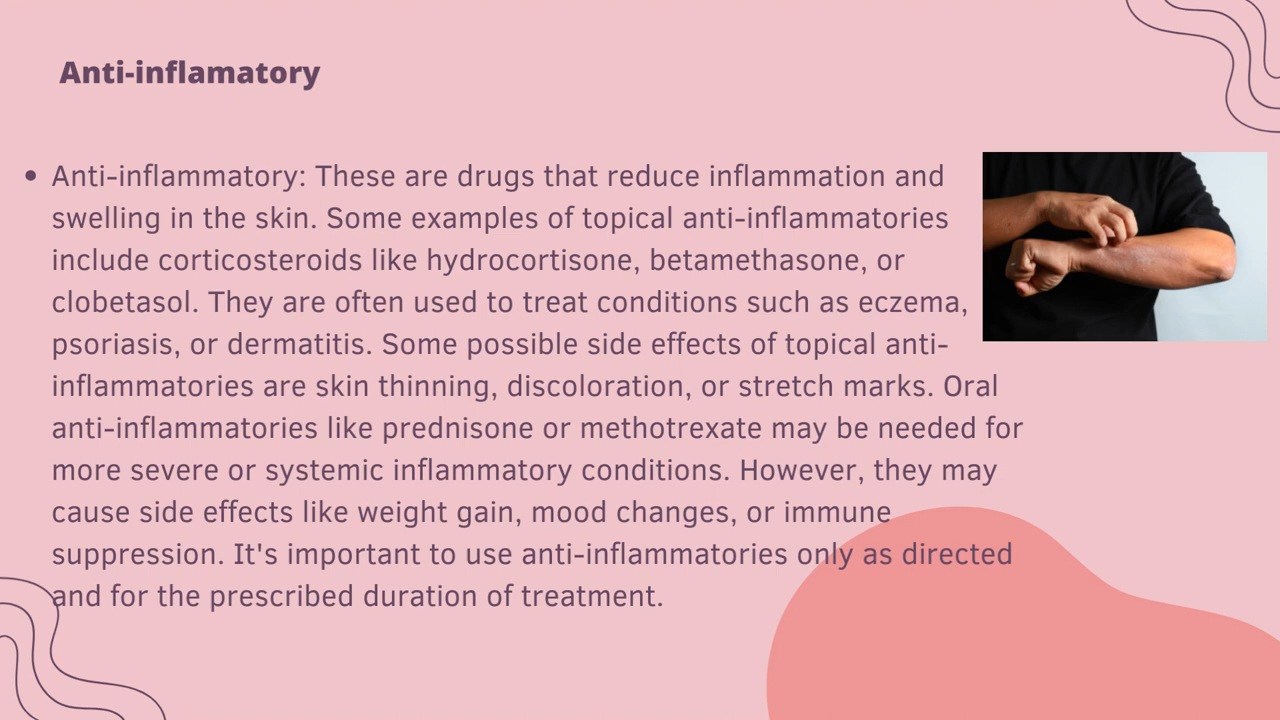 Anti-inflamatory
• Anti-inflammatory: These are drugs that reduce inflammation and
swelling in the skin. Some examples of topical anti-inflammatories
include corticosteroids like hydrocortisone, betamethasone, or
clobetasol. They are often used to treat conditions such as eczema,
psoriasis, or dermatitis. Some possible side effects of topical anti-
inflammatories are skin thinning, discoloration, or stretch marks. Oral
anti-inflammatories like prednisone or methotrexate may be needed for
more severe or systemic inflammatory conditions. However, they may
cause side effects like weight gain, mood changes, or immune
suppression. It's important to use anti-inflammatories only as directed
and for the prescribed duration of treatment.